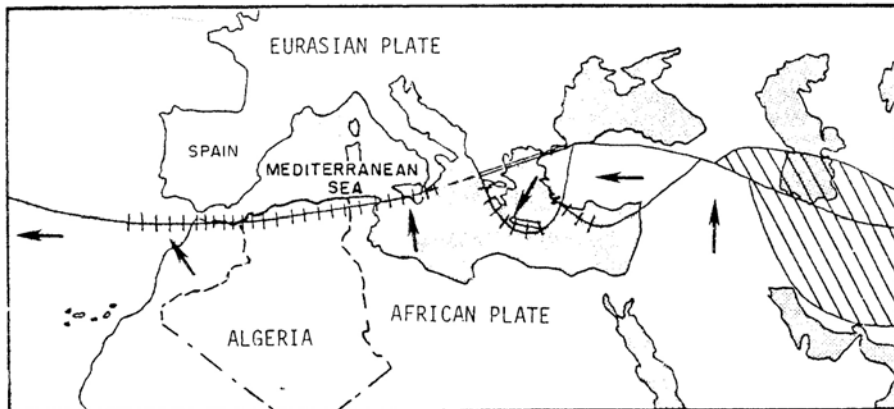 EURASIAN PLATE
SPAIN
MEDITERRANEAN
SEA
AFRICAN PLATE
ALGERIA